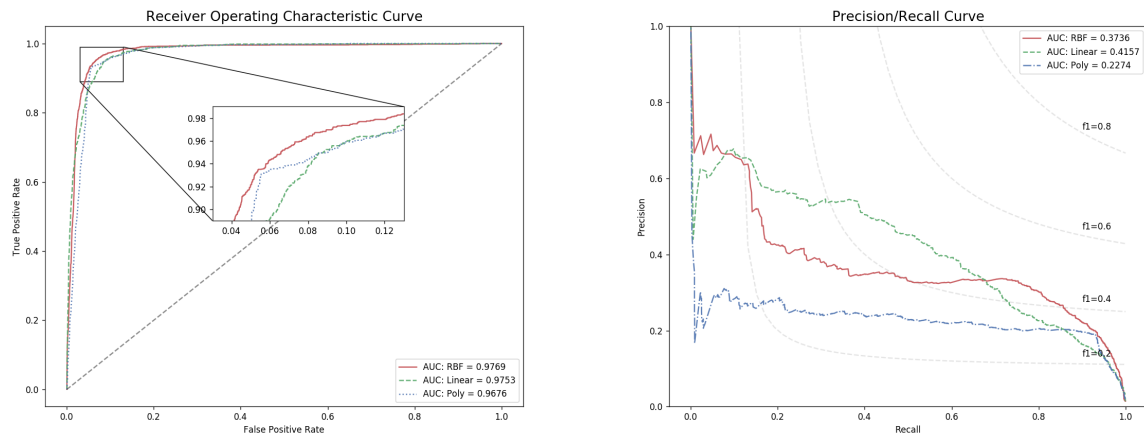 Receiver Operating Characteristic Curve
True Positive Rate
1.0
0.8
0.6
0.4
0.2
0.0
0.98
0.96
0.94
0.92
0.90
0.04 0.06 0.08 0.10 0.12
AUC: RBF = 0.9769
AUC: Linear = 0.9753
AUC: Poly = 0.9676
0.0 0.2 0.4 0.6 0.8 1.0
False Positive Rate
Precision/Recall Curve
Precision
1.0
0.8
0.6
0.4
0.2
0.0
AUC: RBF = 0.3736
AUC: Linear = 0.4157
AUC: Poly = 0.2274
f1=0.8
f1=0.6
f1=0.4
f1=0.2
0.0 0.2 0.4 0.6 0.8 1.0
Recall